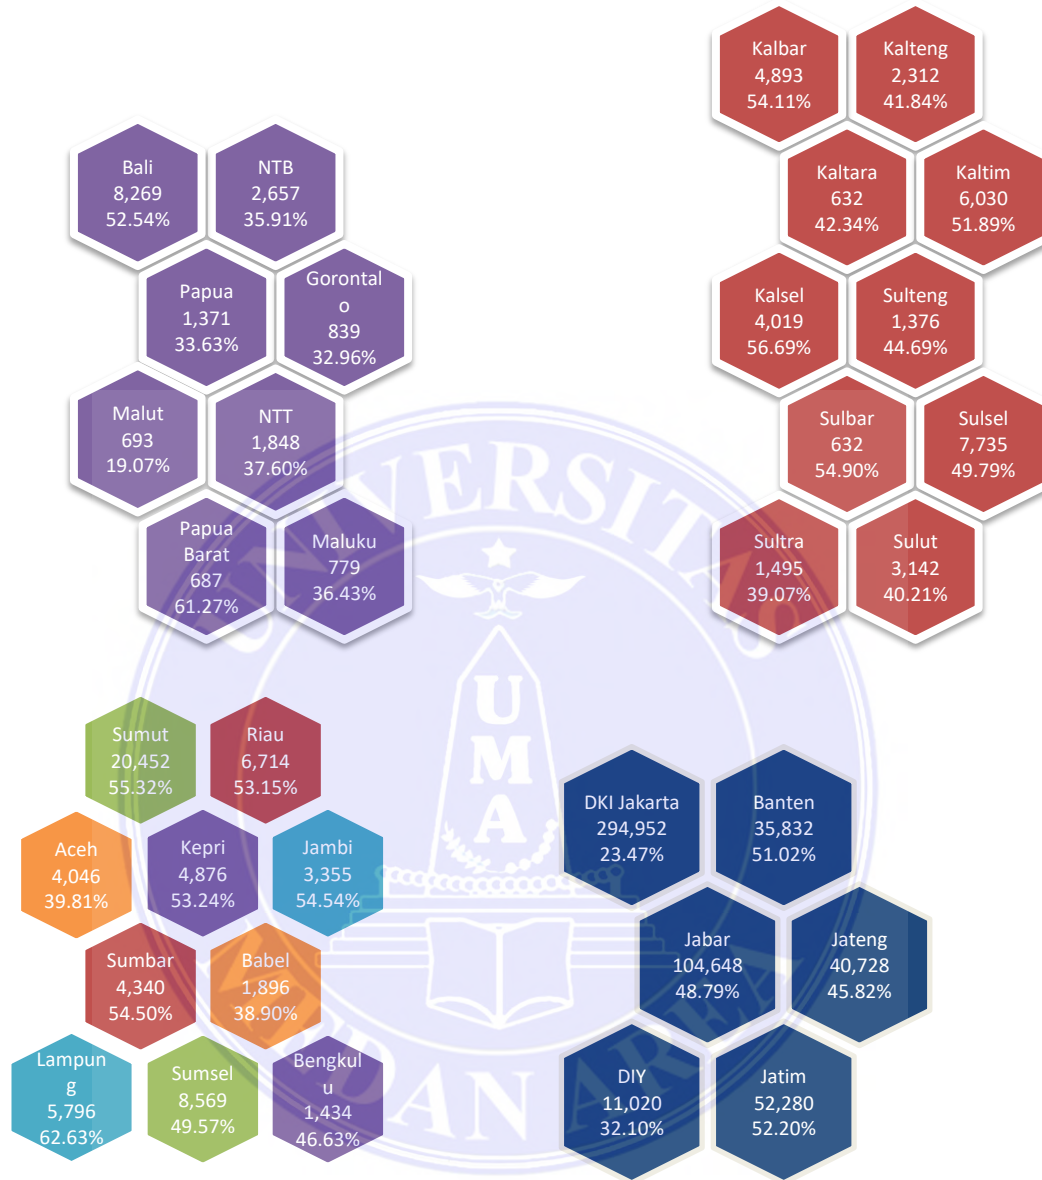 Kalbar
4,893
54.11%
Kalteng
2,312
41.84%
Kaltara
632
42.34%
Kaltim
6,030
51.89%
Kalsel
4,019
56.69%
Sulteng
1,376
44.69%
Sulbar
632
54.90%
Sulsel
7,735
49.79%
Sultra
1,495
39.07%
Sulut
3,142
40.21%
Bali
8,269
52.54%
NTB
2,657
35.91%
Papua
1,371
33.63%
Gorontal
o
839
32.96%
Malut
693
19.07%
NTT
1,848
37.60%
Papua
Barat
687
61.27%
Maluku
779
36.43%
Sumut
20,452
55.32%
Riau
6,714
53.15%
Aceh
4,046
39.81%
Kepri
4,876
53.24%
Jambi
3,355
54.54%
Sumbar
4,340
54.50%
Babel
1,896
38.90%
Lampun
g
5,796
62.63%
Sumsel
8,569
49.57%
Bengkul
u
1,434
46.63%
DKI Jakarta
294,952
23.47%
Banten
35,832
51.02%
Jabar
104,648
48.79%
Jateng
40,728
45.82%
DIY
11,020
32.10%
Jatim
52,280
52.20%
UNIVERSITAS
UMA
MEDAN AREA